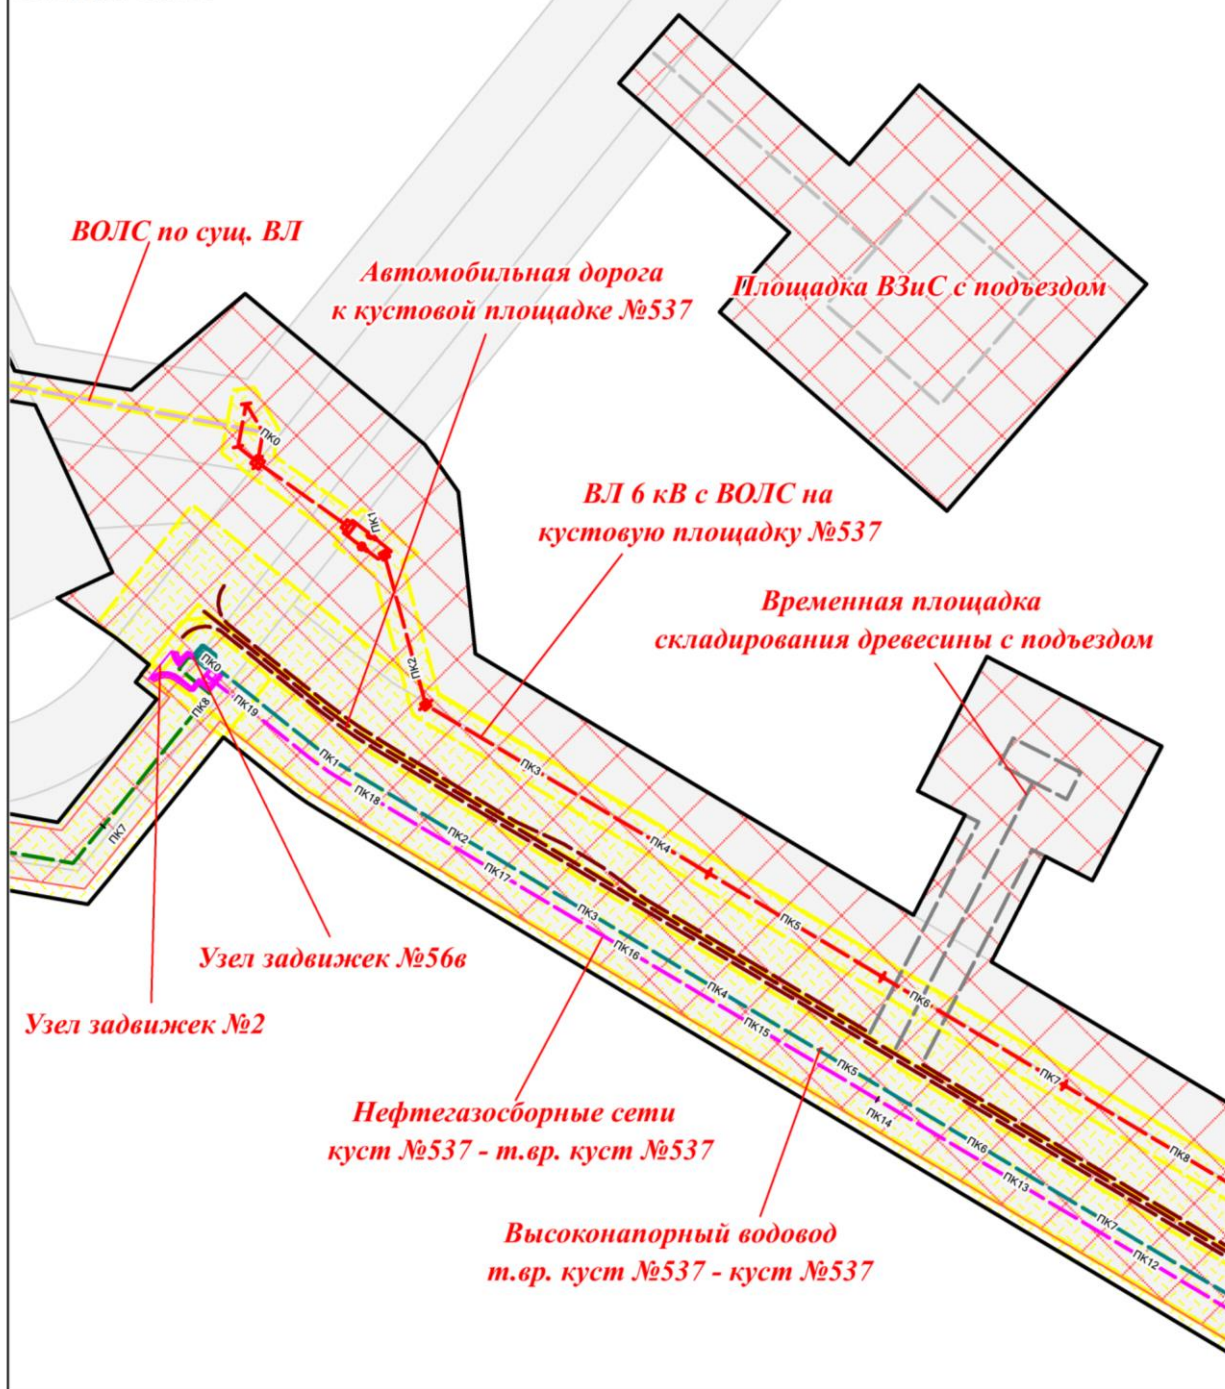 ВОЛС по сущ. ВЛ
Автомобильная дорога
к кустовой площадке №537
Площадка ВЗиС с подъездом
ПК0
ПК1
ВЛ 6 кВ с ВОЛС на
кустовую площадку №537
Временная площадка
складирования древесины с подъездом
ПК2
ПК0
ПК8
ПК19
ПК1
ПК18
ПК3
ПК7
ПК2
ПК17
ПК4
ПК3
ПК16
ПК5
Узел задвижек №56в
Узел задвижек №2
ПК4
ПК15
ПК6
ПК5
ПК14
ПК7
Нефтегазосборные сети
куст №537 - т.вр. куст №537
ПК6
ПК13
ПК8
ПК7
ПК12
Высоконапорный водовод
т.вр. куст №537 - куст №537